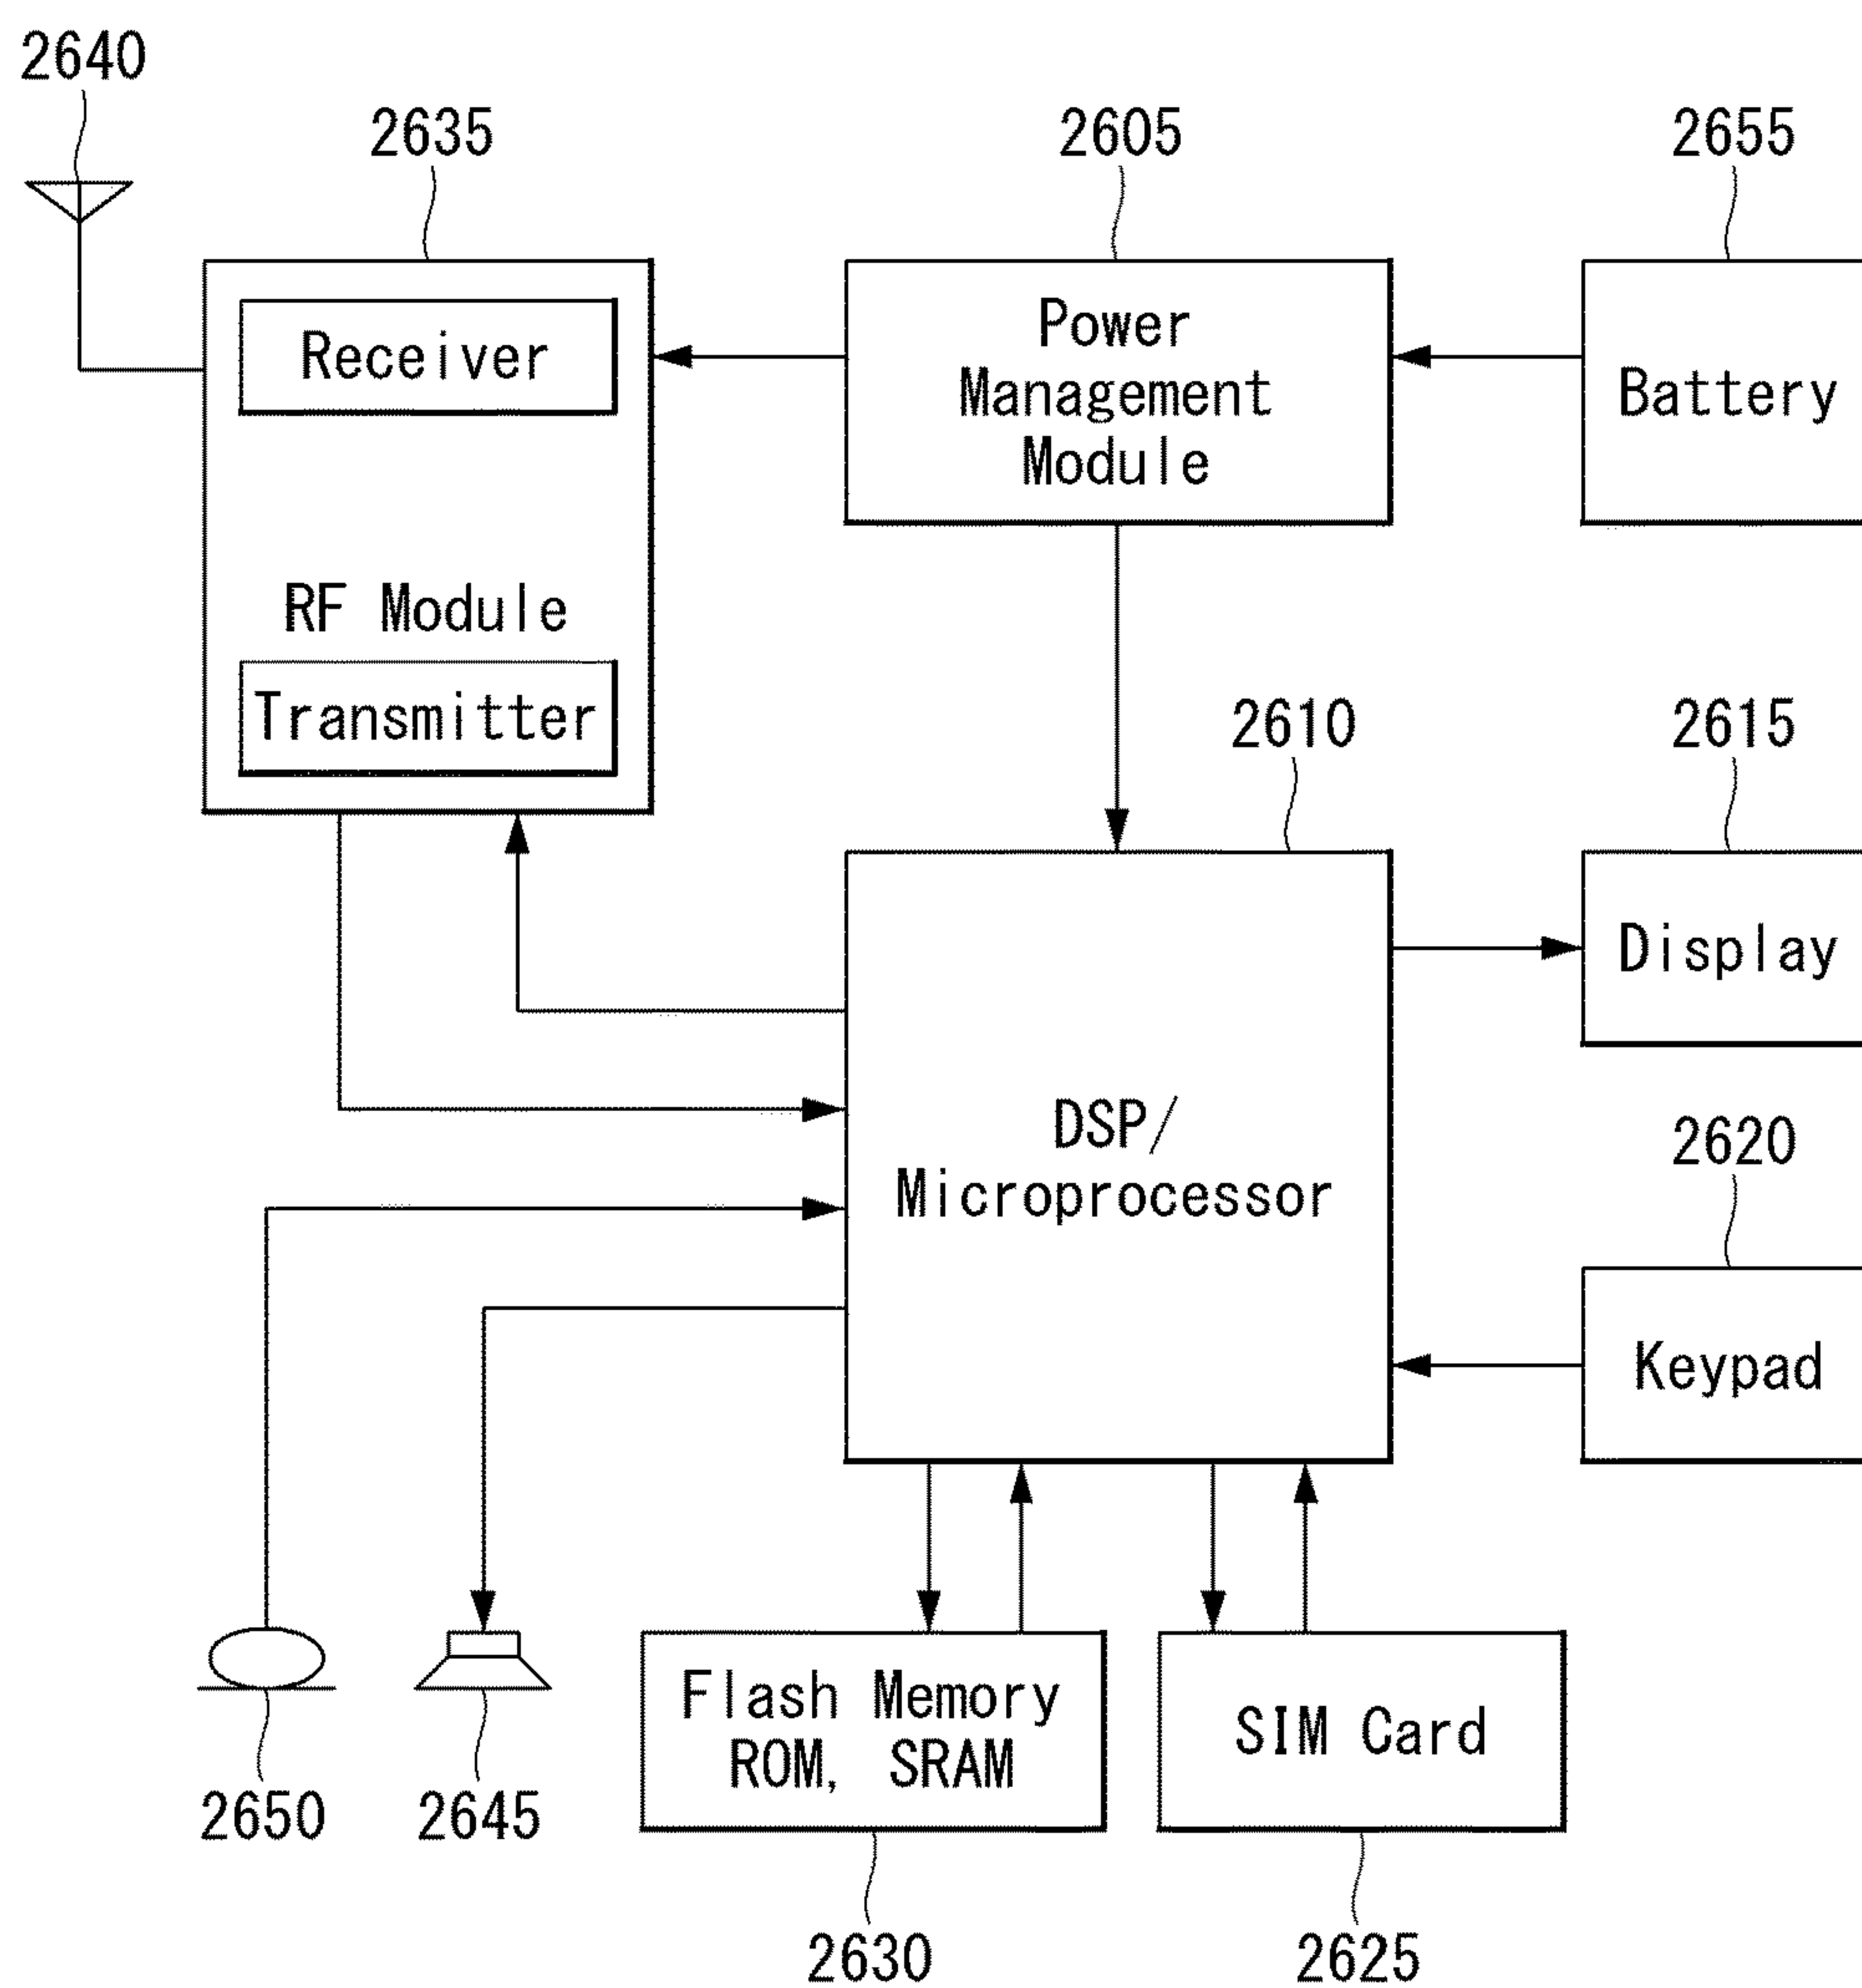 2640
2635
2605
2655
Receiver
Power
Management
Module
Battery
RF Module
Transmitter
2610
2615
Display
DSP/
Microprocessor
2620
Keypad
Flash Memory
ROM, SRAM
SIM Card
2650
2645
2630
2625